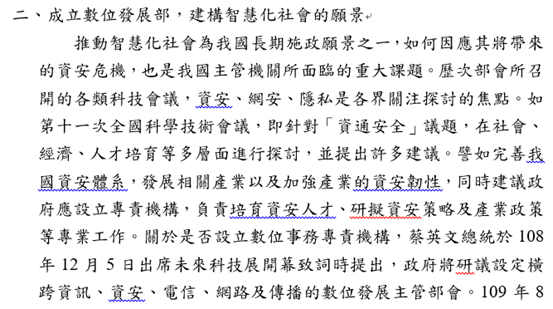 二、成立數位發展部，建構智慧化社會的願景
推動智慧化社會為我國長期施政願景之一，如何因應其將帶來
的資安危機，也是我國主管機關所面臨的重大課題。歷次部會所召
開的各類科技會議，資安、網安、隱私是各界關注探討的焦點。如
第十一次全國科學技術會議，即針對「資通安全」議題，在社會、
經濟、人才培育等多層面進行探討，並提出許多建議。譬如完善我
國資安體系，發展相關產業以及加強產業的資安韌性，同時建議政
府應設立專責機構，負責培育資安人才、研擬資安策略及產業政策
等專業工作。關於是否設立數位事務專責機構，蔡英文總統於 108
年 12 月 5 日出席未來科技展開幕致詞時提出，政府將研議設定橫
跨資訊、資安、電信、網路及傳播的數位發展主管部會。109 年 8